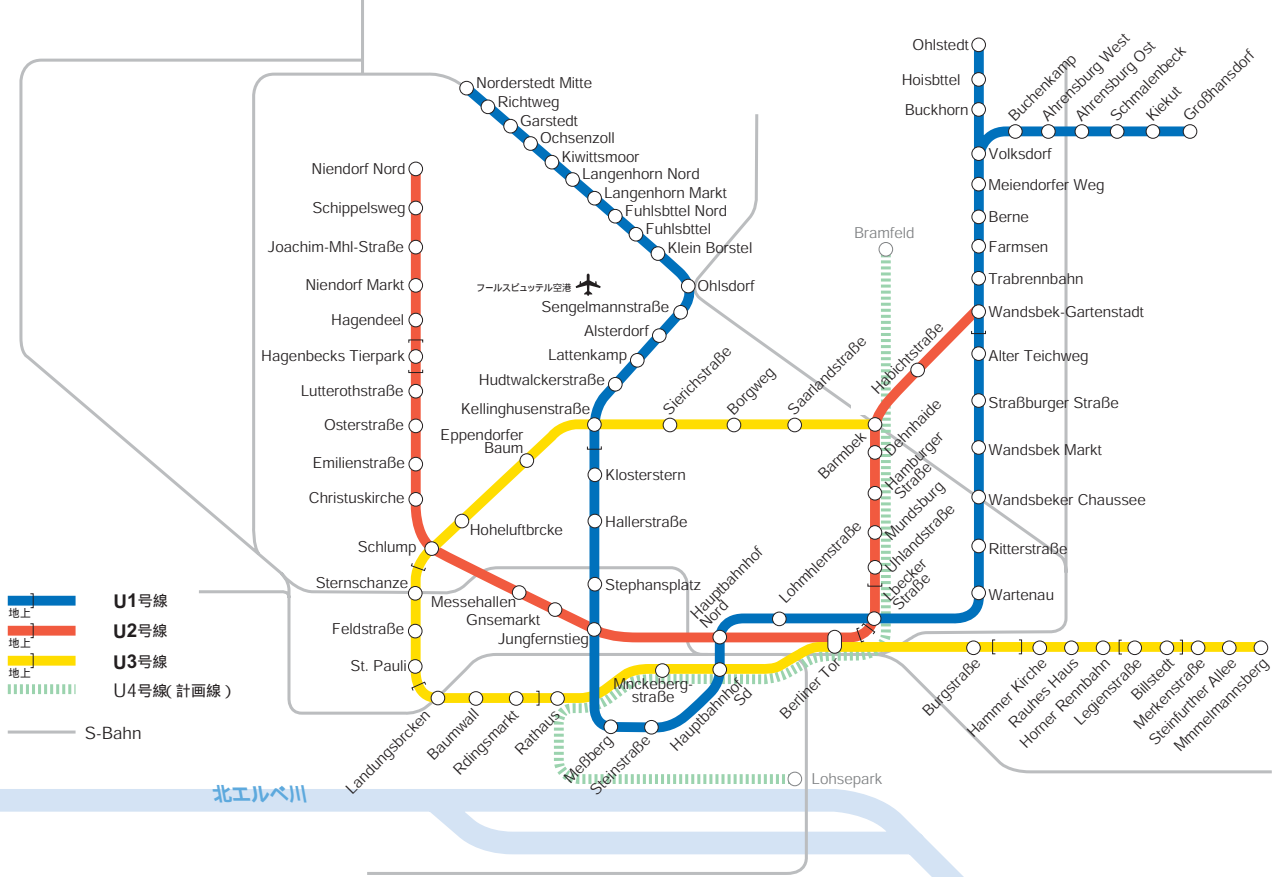 Norderstedt Mitte
Richtweg
Garstedt
Ochsenzoll
Kiwittsmoor
Langenhorn Nord
Langenhorn Markt
Fuhlsbttel Nord
Fuhlsbttel
Klein Borstel
Ohlsdorf
フールスビュッテル空港
Sengelmannstraße
Alsterdorf
Lattenkamp
Hudtwalckerstraße
Kellinghusenstraße
Klosterstern
Hallerstraße
Stephansplatz
Jungfernstieg
Meßberg
Steinstraße
Hauptbahnhof
Sd
Hauptbahnhof
Nord
Lohmhlenstraße
Lbecker
Straße
Wartenau
Ritterstraße
Wandsbeker Chaussee
Wandsbek Markt
Straßburger Straße
Alter Teichweg
Wandsbek-Gartenstadt
Trabrennbahn
Farmsen
Berne
Meiendorfer Weg
Volksdorf
Buckhorn
Hoisbttel
Ohlstedt
Buchenkamp
Ahrensburg West
Ahrensburg Ost
Schmalenbeck
Kiekut
Großhansdorf
Niendorf Nord
Schippelsweg
Joachim-Mhl-Straße
Niendorf Markt
Hagendeel
Hagenbecks Tierpark
Lutterothstraße
Osterstraße
Emilienstraße
Christuskirche
Schlump
Messehallen
Gnsemarkt
Berliner Tor
Uhlandstraße
Mundsburg
Hamburger
Straße
Dehnhaide
Barmbek
Habichtstraße
Saarlandstraße
Borgweg
Sierichstraße
Eppendorfer
Baum
Hoheluftbrcke
Sternschanze
Feldstraße
St. Pauli
Landungsbrcken
Baumwall
Rdingsmarkt
Rathaus
Mnckeberg-
straße
Burgstraße
Hammer Kirche
Rauhes Haus
Horner Rennbahn
Legienstraße
Billstedt
Merkenstraße
Steinfurther Allee
Mmmelmannsberg
Bramfeld
Lohsepark
地上
U1号線
地上
U2号線
地上
U3号線
U4号線（計画線）
S-Bahn
北エルベ川